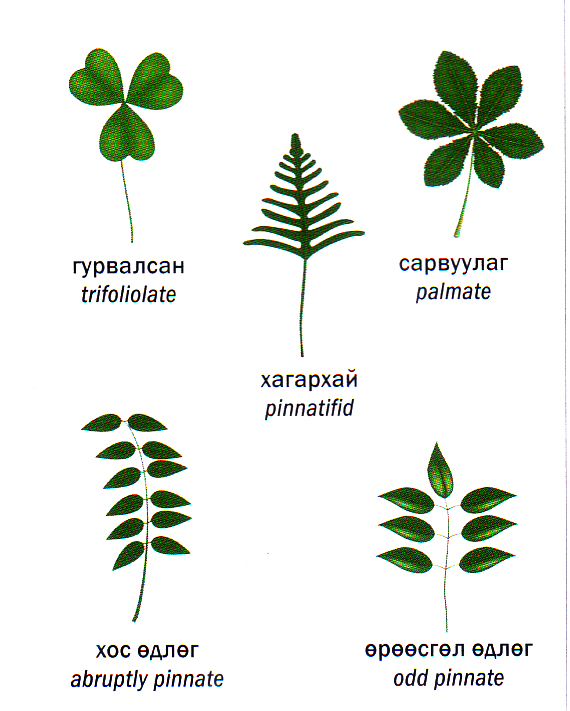 гурвалсан
trifoliolate
сарвуулаг
palmate
хагархай
pinnatifid
хос өдлөг
abruptly pinnate
өрөөсгөл өдлөг
odd pinnate